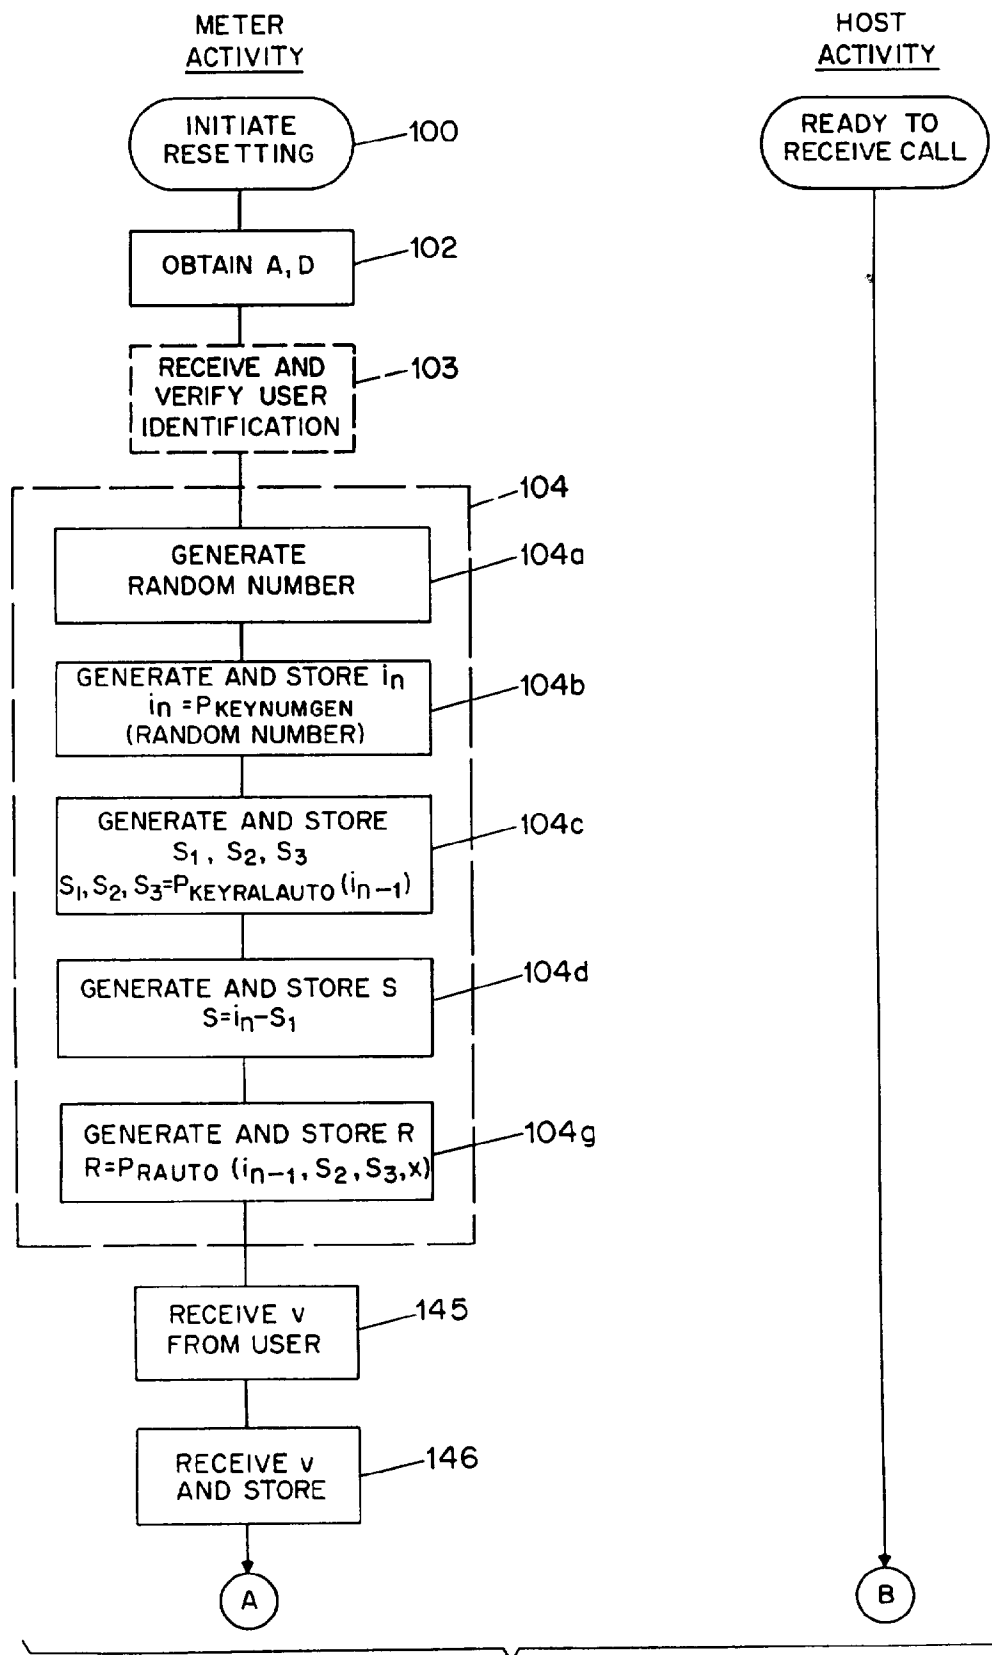 METER
ACTIVITY
HOST
ACTIVITY
INITIATE
RESETTING
100
READY TO
RECEIVE CALL
OBTAIN A, D
102
RECEIVE AND
VERIFY USER
IDENTIFICATION
103
104
GENERATE
RANDOM NUMBER
104a
GENERATE AND STORE in
in = PKEYNUMGEN
(RANDOM NUMBER)
104b
GENERATE AND STORE
S1, S2, S3
S1, S2, S3=PKEYRALAUTO(in-1)
104c
GENERATE AND STORE S
S=in-S1
104d
GENERATE AND STORE R
R=PRAUTO (in-1, S2, S3, x)
104g
RECEIVE v
FROM USER
145
RECEIVE v
AND STORE
146
A
B